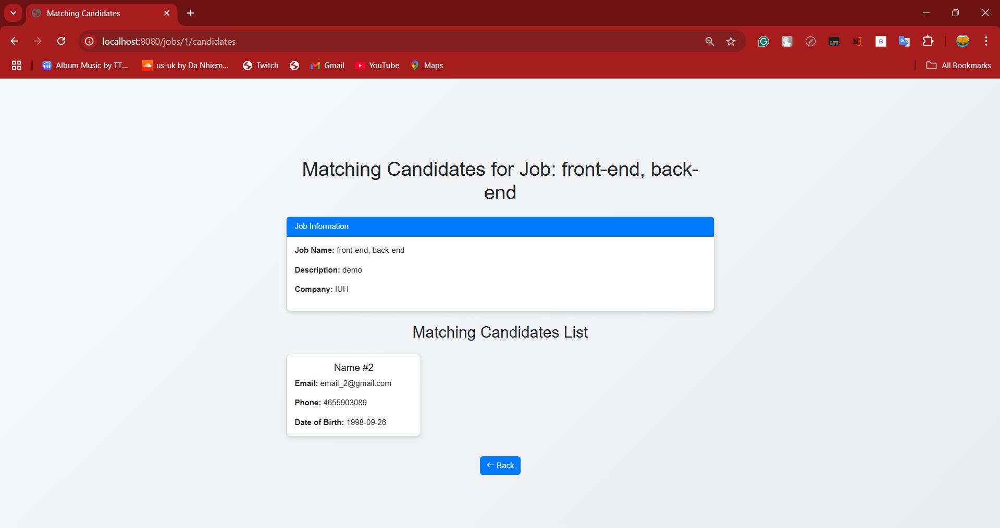 Matching Candidates
localhost:8080/jobs/1/candidates
Album Music by TT...
us-uk by Da Nhiem...
Twitch
Gmail
YouTube
Maps
All Bookmarks
Matching Candidates for Job: front-end, back-
end
Job Information
Job Name: front-end, back-end
Description: demo
Company: IUH
Matching Candidates List
Name #2
Email: email_2@gmail.com
Phone: 4655903089
Date of Birth: 1998-09-26
← Back